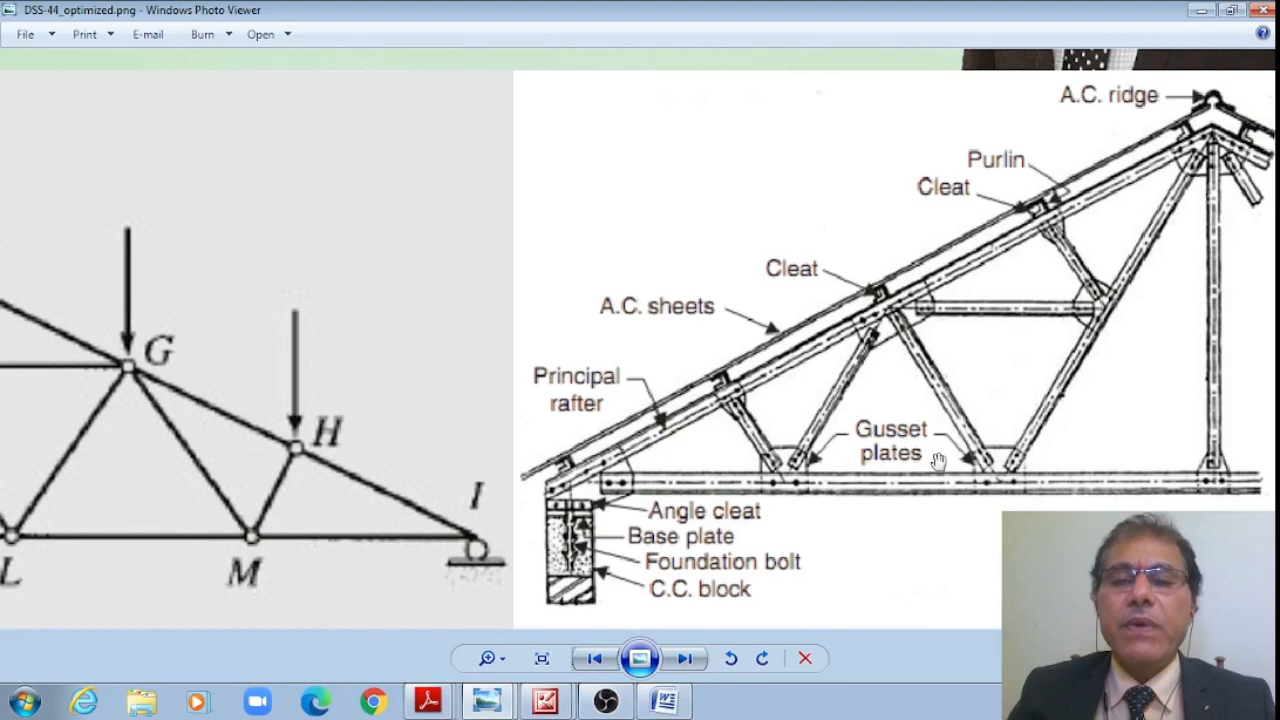 DSS-44_optimized.png - Windows Photo Viewer
File Print E-mail Burn Open
A.C. ridge
Purlin
Cleat
Cleat
A.C. sheets
Principal
rafter
Gusset
plates
Angle cleat
Base plate
Foundation bolt
C.C. block
G
H
I
L
M